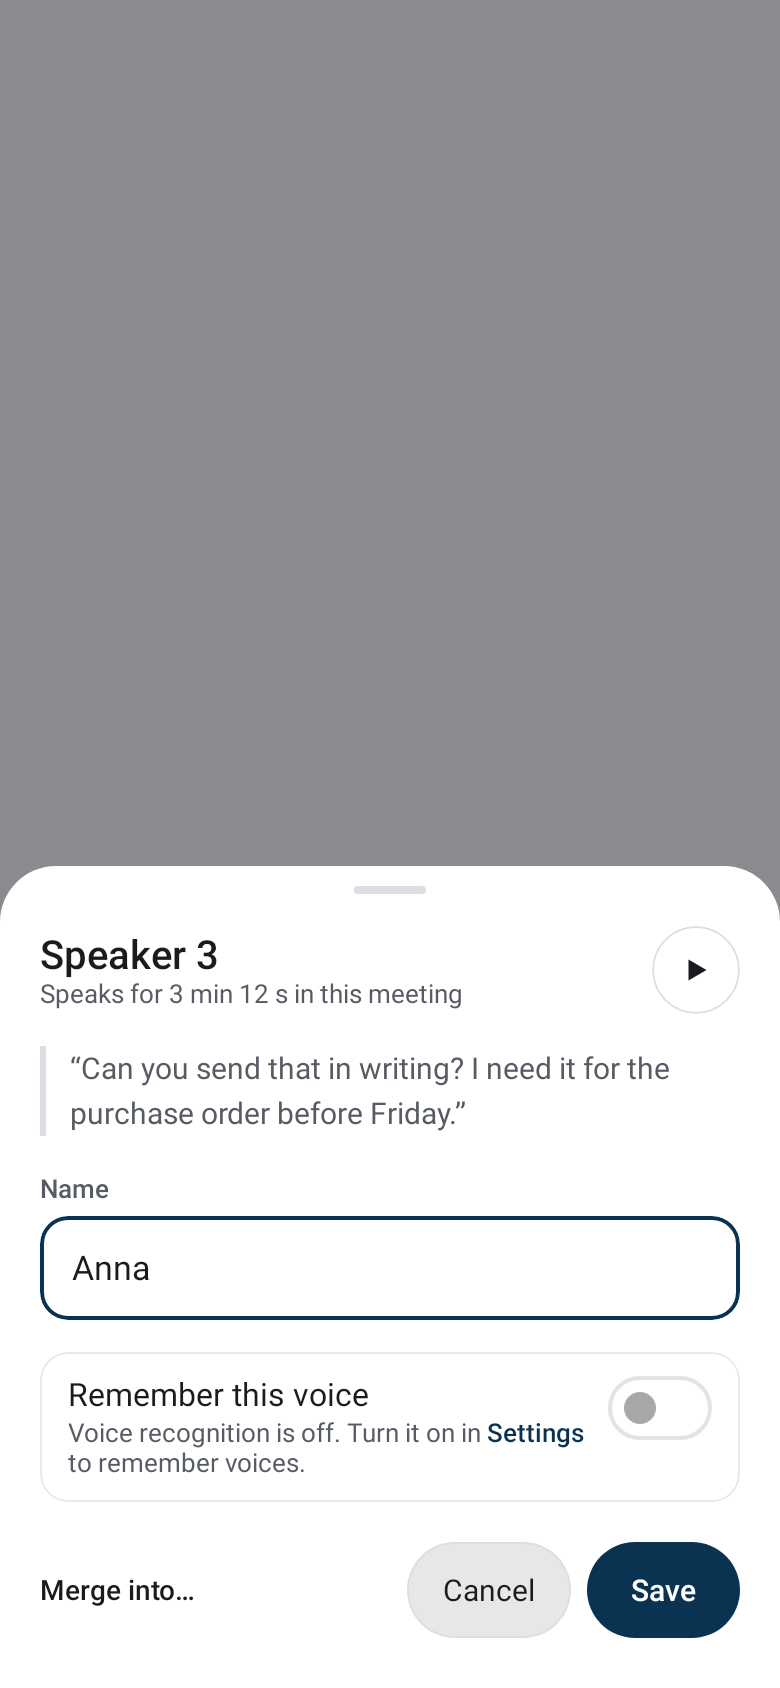 Speaker 3
Speaks for 3 min 12 s in this meeting
“Can you send that in writing? I need it for the
purchase order before Friday.”
Name
Anna
Remember this voice
Voice recognition is off. Turn it on in Settings
to remember voices.
Merge into…
Cancel
Save